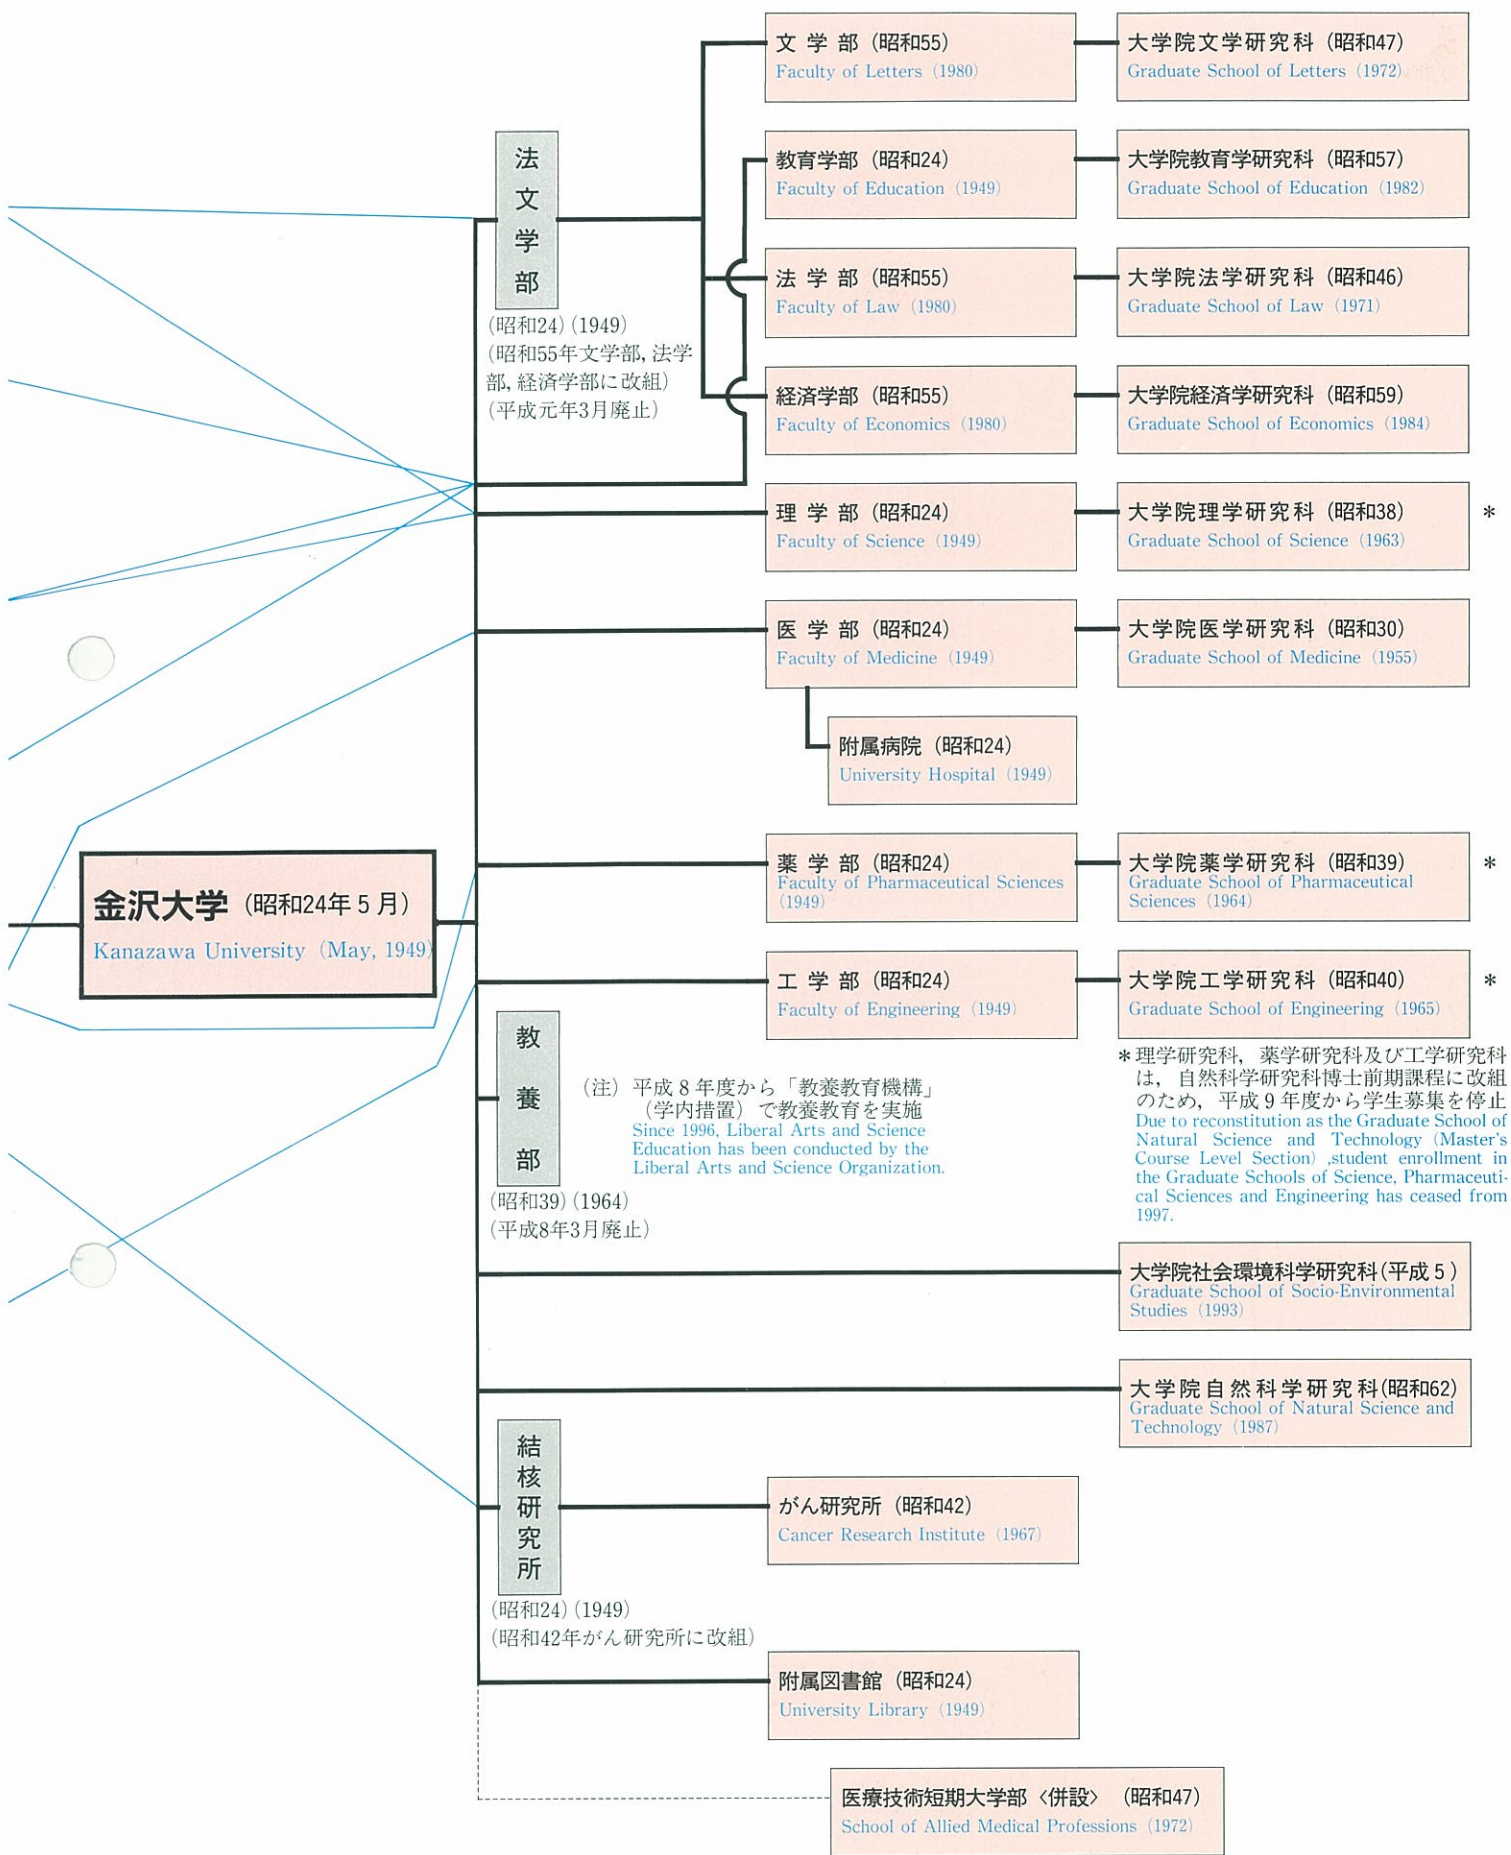 文学部（昭和55）
Faculty of Letters (1980)
大学院文学研究科（昭和47）
Graduate School of Letters (1972)
法文学部
(昭和24)(1949)
(昭和55年文学部, 法学
部, 経済学部に改組)
(平成元年3月廃止)
教育学部（昭和24）
Faculty of Education (1949)
大学院教育学研究科（昭和57）
Graduate School of Education (1982)
法学部（昭和55）
Faculty of Law (1980)
大学院法学研究科（昭和46）
Graduate School of Law (1971)
経済学部（昭和55）
Faculty of Economics (1980)
大学院経済学研究科（昭和59）
Graduate School of Economics (1984)
理学部（昭和24）
Faculty of Science (1949)
大学院理学研究科（昭和38）
Graduate School of Science (1963)
*
医学部（昭和24）
Faculty of Medicine (1949)
大学院医学研究科（昭和30）
Graduate School of Medicine (1955)
附属病院（昭和24）
University Hospital (1949)
薬学部（昭和24）
Faculty of Pharmaceutical Sciences
(1949)
大学院薬学研究科（昭和39）
Graduate School of Pharmaceutical
Sciences (1964)
*
金沢大学（昭和24年5月）
Kanazawa University (May, 1949)
工学部（昭和24）
Faculty of Engineering (1949)
大学院工学研究科（昭和40）
Graduate School of Engineering (1965)
*
*理学研究科, 薬学研究科及び工学研究科
は, 自然科学研究科博士前期課程に改組
のため, 平成9年度から学生募集を停止
Due to reconstitution as the Graduate School of
Natural Science and Technology (Master's
Course Level Section) ,student enrollment in
the Graduate Schools of Science, Pharmaceuti-
cal Sciences and Engineering has ceased from
1997.
教養部
(昭和39)(1964)
(平成8年3月廃止)
(注) 平成8年度から「教養教育機構」
(学内措置) で教養教育を実施
Since 1996, Liberal Arts and Science
Education has been conducted by the
Liberal Arts and Science Organization.
大学院社会環境科学研究科(平成5)
Graduate School of Socio-Environmental
Studies (1993)
大学院自然科学研究科(昭和62)
Graduate School of Natural Science and
Technology (1987)
結核研究所
(昭和24)(1949)
(昭和42年がん研究所に改組)
がん研究所（昭和42）
Cancer Research Institute (1967)
附属図書館（昭和24）
University Library (1949)
医療技術短期大学部〈併設〉（昭和47）
School of Allied Medical Professions (1972)